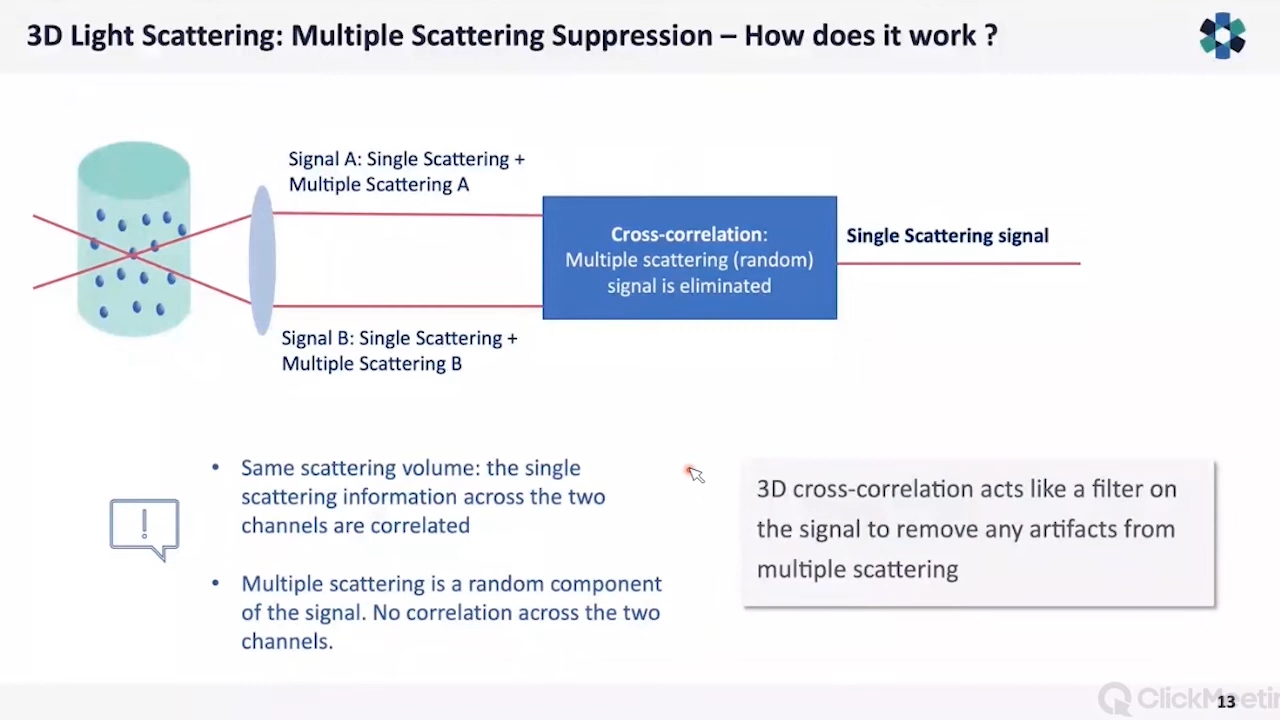 3D Light Scattering: Multiple Scattering Suppression – How does it work ?
Signal A: Single Scattering +
Multiple Scattering A
Cross-correlation:
Multiple scattering (random)
signal is eliminated
Single Scattering signal
Signal B: Single Scattering +
Multiple Scattering B
• Same scattering volume: the single
scattering information across the two
channels are correlated
!
• Multiple scattering is a random component
of the signal. No correlation across the two
channels.
3D cross-correlation acts like a filter on
the signal to remove any artifacts from
multiple scattering
ClickMeetin
13